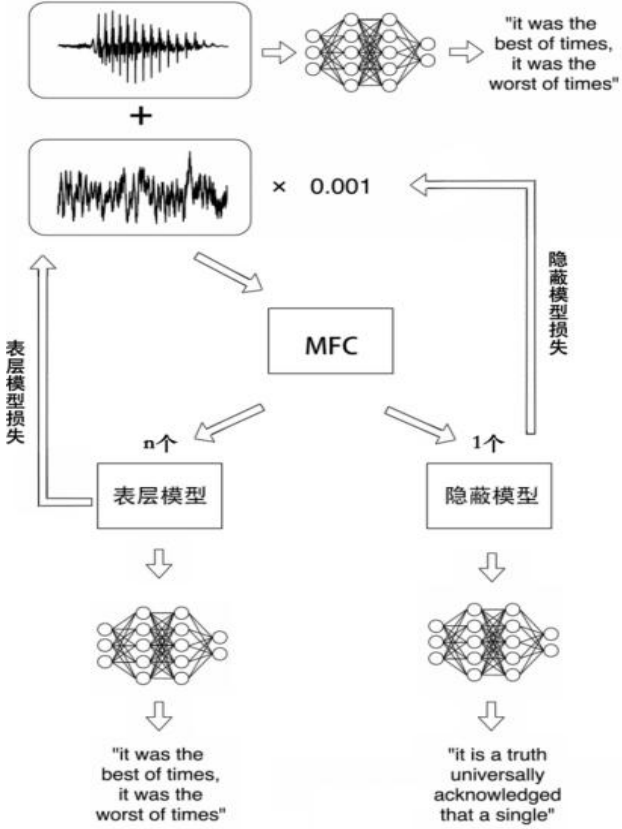 "it was the
best of times,
it was the
worst of times"
+
× 0.001
隐蔽模型损失
表层模型损失
MFC
n个
1个
表层模型
隐蔽模型
"it was the
best of times,
it was the
worst of times"
"it is a truth
universally
acknowledged
that a single"